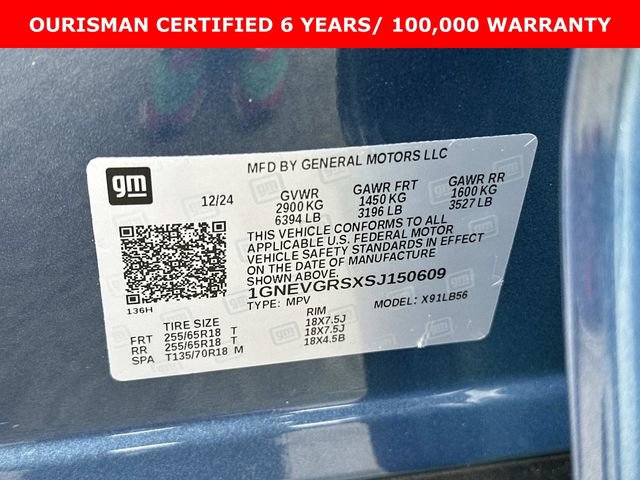 OURISMAN CERTIFIED 6 YEARS/ 100,000 WARRANTY
gm
MFD BY GENERAL MOTORS LLC
12/24 GVWR GAWR FRT GAWR RR
2900 KG 1450 KG 1600 KG
6394 LB 3196 LB 3527 LB
THIS VEHICLE CONFORMS TO ALL
APPLICABLE U.S. FEDERAL MOTOR
VEHICLE SAFETY STANDARDS IN EFFECT
ON THE DATE OF MANUFACTURE
SHOWN ABOVE.
1GNEVGRSXSJ150609
136H TYPE: MPV MODEL: X91LB56
TIRE SIZE RIM
FRT 255/65R18 T 18X7.5J
RR 255/65R18 T 18X7.5J
SPA T135/70R18 M 18X4.5B